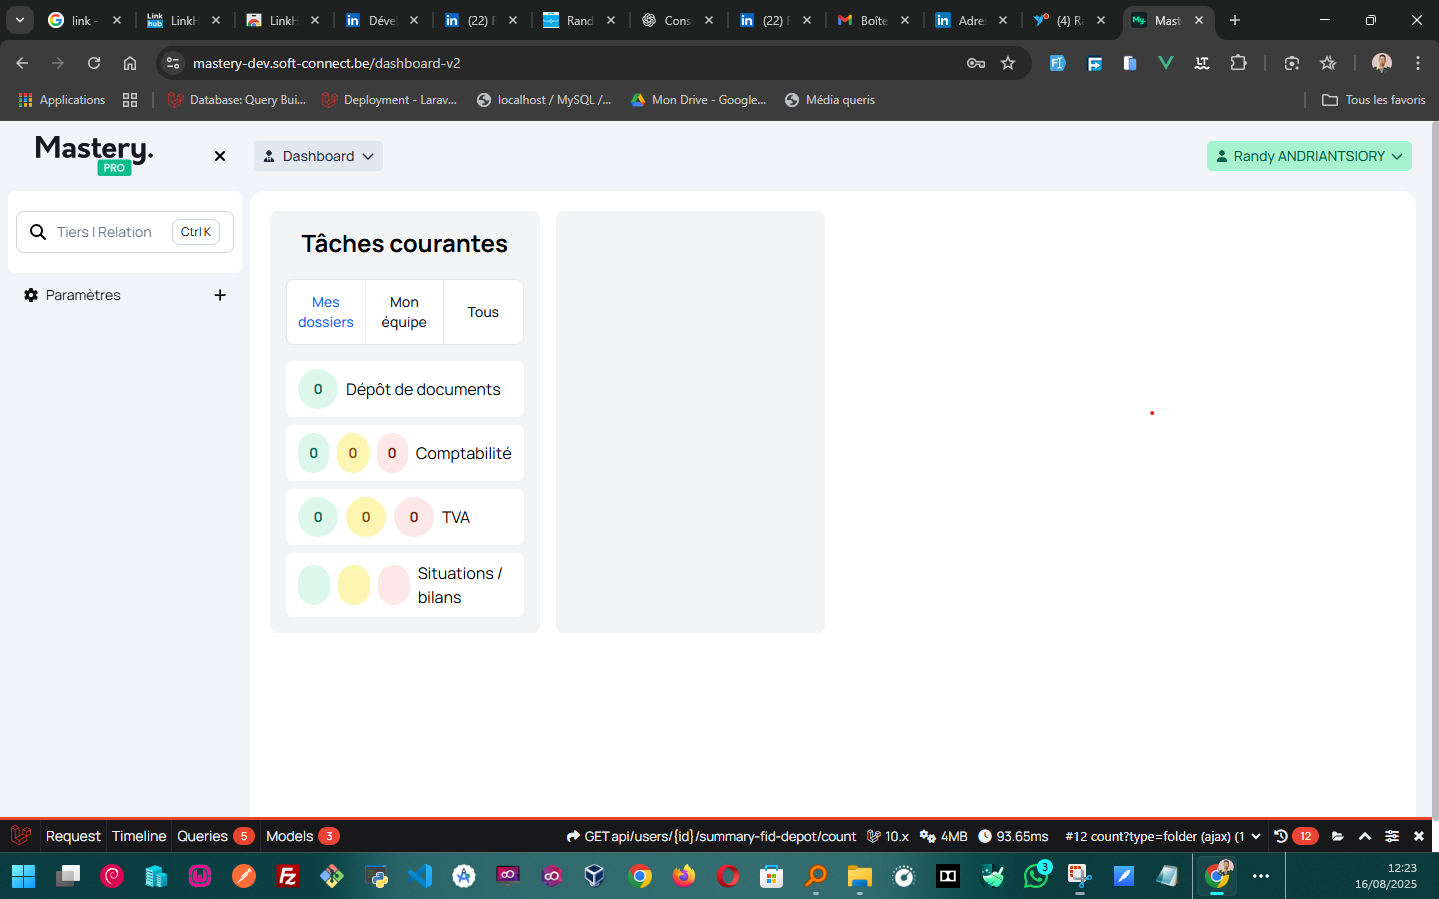 link -
LinkH
LinkH
Dével
(22) F
Rand
Cons
(22) F
Boîte
Adre
(4) Ra
Mast
mastery-dev.soft-connect.be/dashboard-v2
Applications
Database: Query Bui...
Deployment - Larav...
localhost / MySQL /...
Mon Drive - Google...
Média queris
Tous les favoris
Mastery.
PRO
Dashboard
Randy ANDRIANTSIORY
Tiers | Relation
Ctrl K
Paramètres
Tâches courantes
Mes dossiers
Mon équipe
Tous
0 Dépôt de documents
0 0 0 Comptabilité
0 0 0 TVA
Situations /
bilans
Request
Timeline
Queries 5
Models 3
GET api/users/{id}/summary-fid-depot/count
10.x
4MB
93.65ms
#12 count?type=folder (ajax) (1
12
3
12:23
16/08/2025